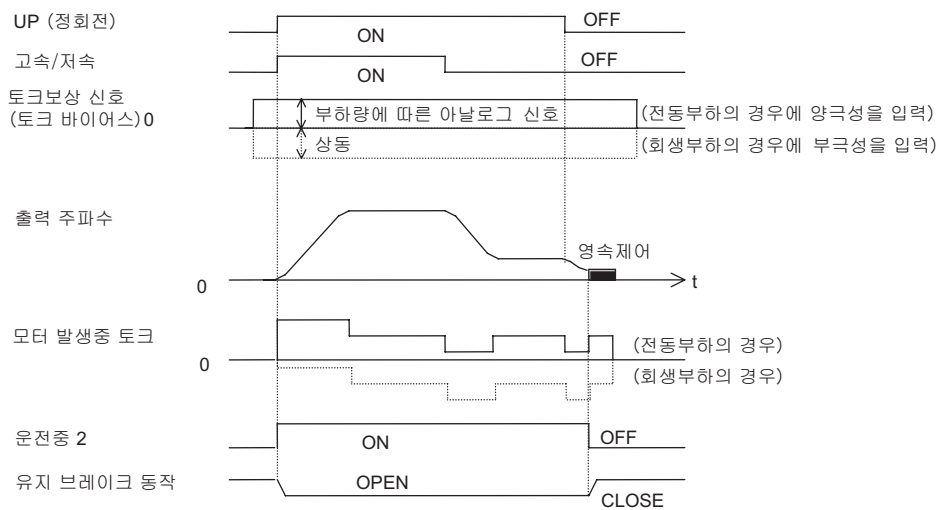 UP (정회전)
ON
OFF
고속/저속
ON
OFF
토크보상 신호
(토크 바이어스)0
부하량에 따른 아날로그 신호
(전동부하의 경우에 양극성을 입력)
상동
(회생부하의 경우에 부극성을 입력)
출력 주파수
영속제어
0
t
모터 발생중 토크
(전동부하의 경우)
0
(회생부하의 경우)
운전중 2
ON
OFF
유지 브레이크 동작
OPEN
CLOSE